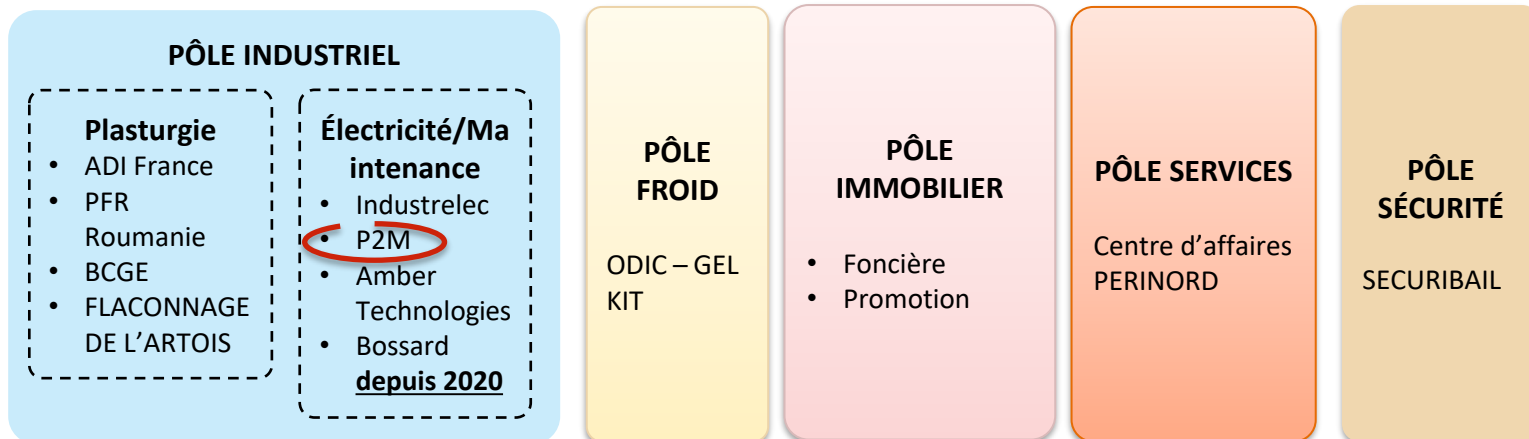 PÔLE INDUSTRIEL
Plasturgie
• ADI France
• PFR
Roumanie
• BCGE
• FLACONNAGE
DE L’ARTOIS
Électricité/Ma
intenance
• Industrelec
• P2M
• Amber
Technologies
• Bossard
depuis 2020
PÔLE
FROID
ODIC – GEL
KIT
PÔLE
IMMOBILIER
• Foncière
• Promotion
PÔLE SERVICES
Centre d’affaires
PERINORD
PÔLE
SÉCURITÉ
SECURIBAIL